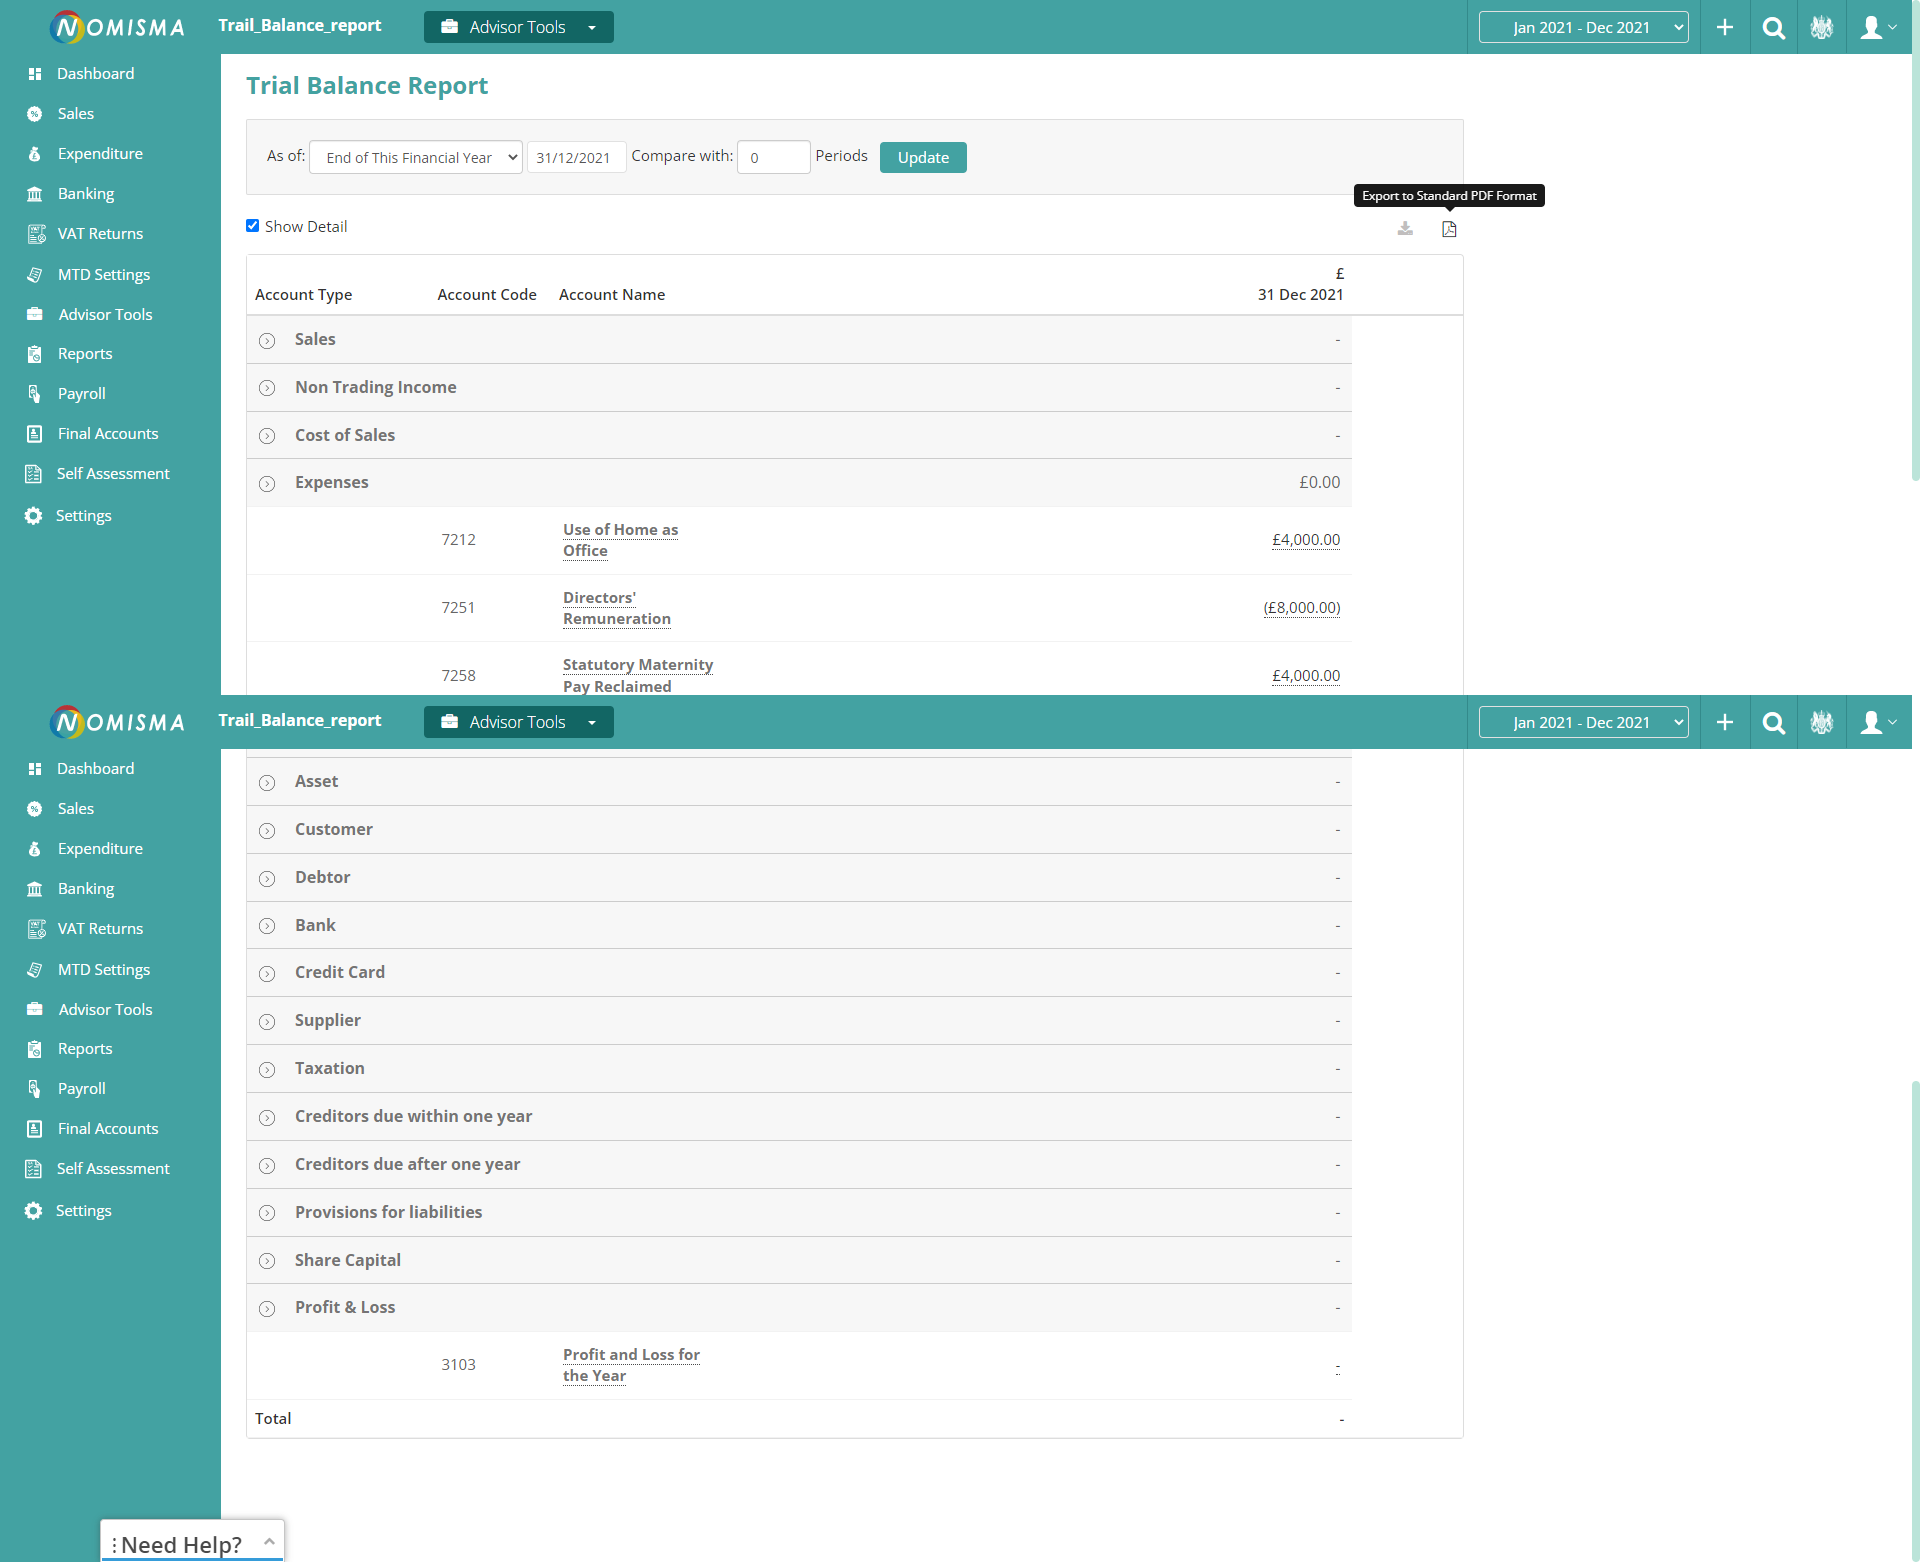 NOMISMA Trail_Balance_report Advisor Tools Jan 2021 - Dec 2021
Dashboard
Sales
Expenditure
Banking
VAT Returns
MTD Settings
Advisor Tools
Reports
Payroll
Final Accounts
Self Assessment
Settings
Trial Balance Report
As of: End of This Financial Year 31/12/2021 Compare with: 0 Periods Update
Export to Standard PDF Format
Show Detail
£
Account Type Account Code Account Name 31 Dec 2021
Sales -
Non Trading Income -
Cost of Sales -
Expenses £0.00
7212 Use of Home as £4,000.00
Office
7251 Directors' (£8,000.00)
Remuneration
7258 Statutory Maternity £4,000.00
Pay Reclaimed
NOMISMA Trail_Balance_report Advisor Tools Jan 2021 - Dec 2021
Dashboard
Sales
Expenditure
Banking
VAT Returns
MTD Settings
Advisor Tools
Reports
Payroll
Final Accounts
Self Assessment
Settings
Asset -
Customer -
Debtor -
Bank -
Credit Card -
Supplier -
Taxation -
Creditors due within one year -
Creditors due after one year -
Provisions for liabilities -
Share Capital -
Profit & Loss -
3103 Profit and Loss for -
the Year
Total -
Need Help?